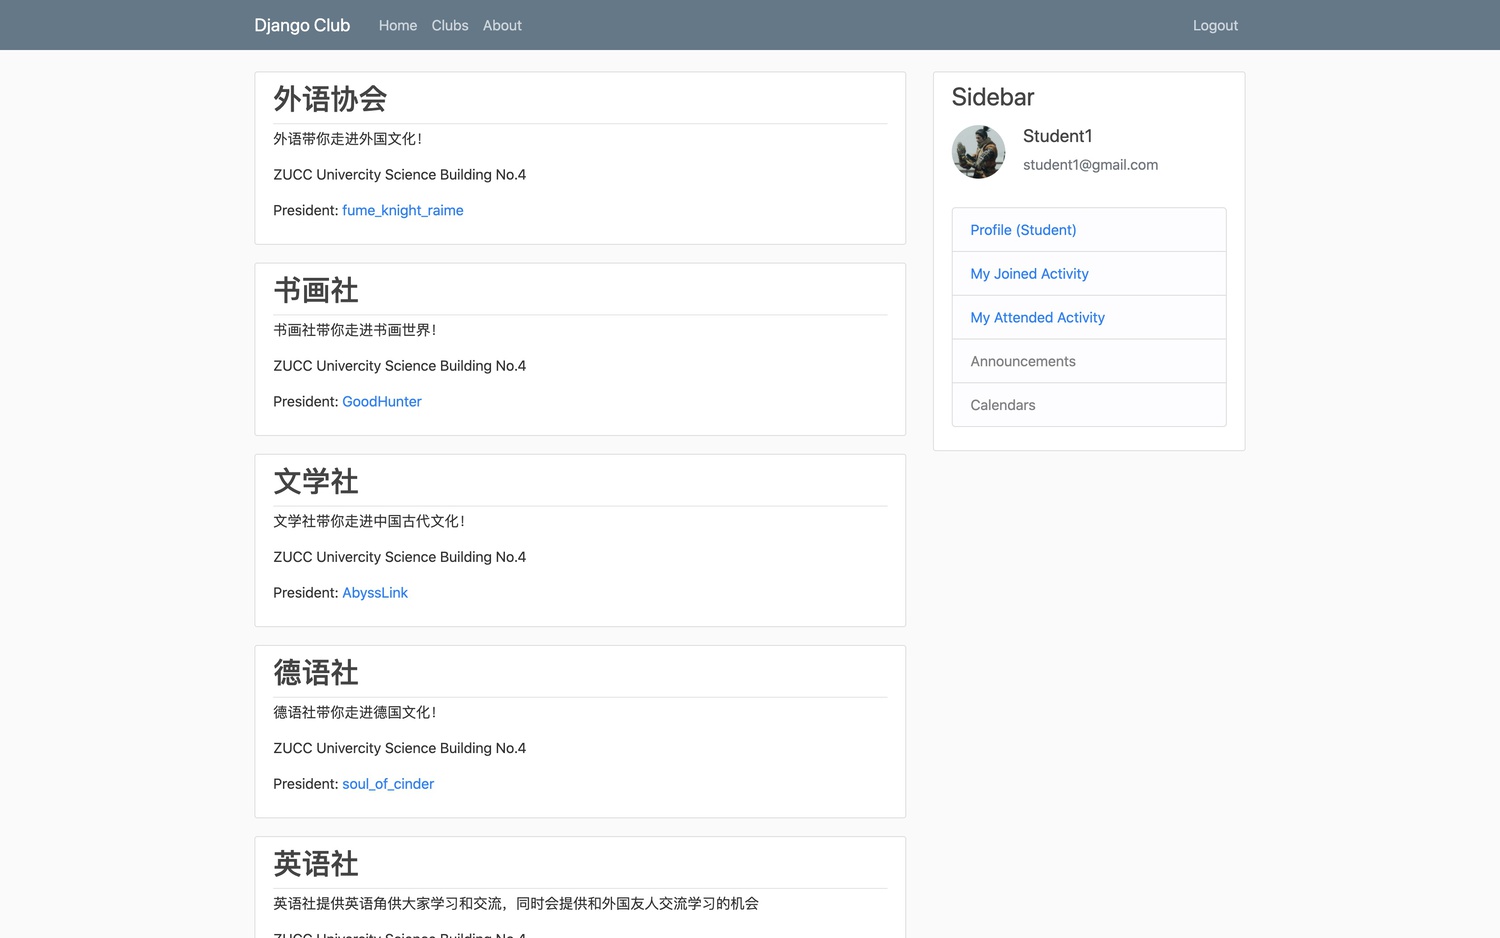 Django Club Home Clubs About Logout
外语协会
外语带你走进外国文化！
ZUCC Univercity Science Building No.4
President: fume_knight_raime
书画社
书画社带你走进书画世界！
ZUCC Univercity Science Building No.4
President: GoodHunter
文学社
文学社带你走进中国古代文化！
ZUCC Univercity Science Building No.4
President: AbyssLink
德语社
德语社带你走进德国文化！
ZUCC Univercity Science Building No.4
President: soul_of_cinder
英语社
英语社提供英语角供大家学习和交流，同时会提供和外国友人交流学习的机会
ZUCC Univercity Science Building No.4
Sidebar
Student1
student1@gmail.com
Profile (Student)
My Joined Activity
My Attended Activity
Announcements
Calendars